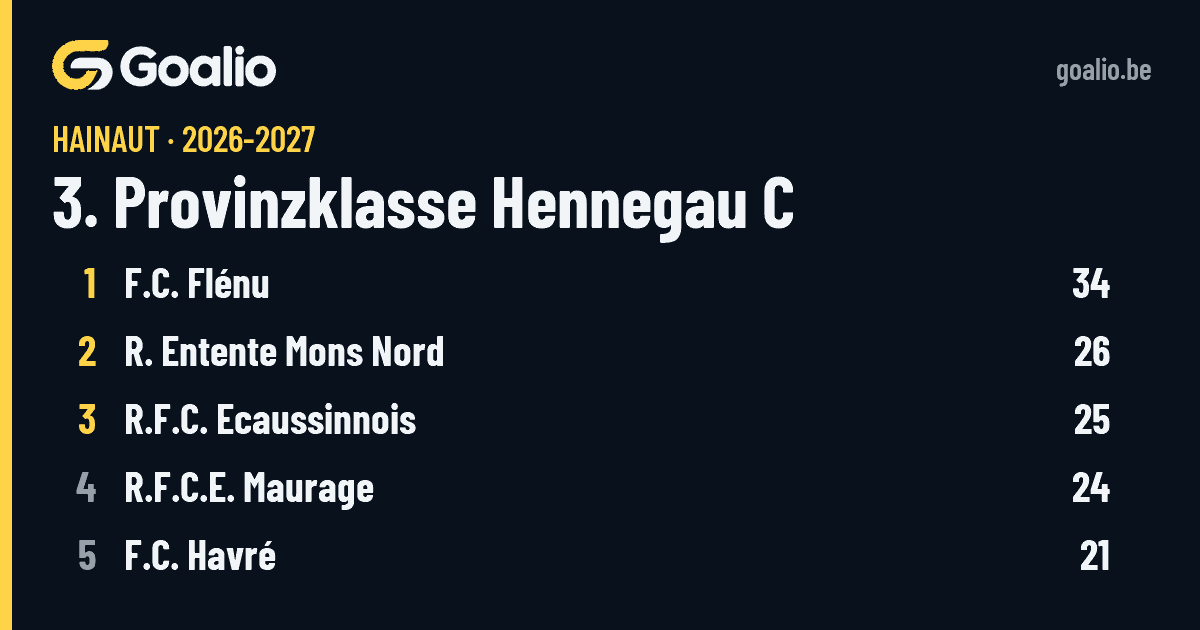 Goalio
goalio.be
HAINAUT · 2026-2027
3. Provinzklasse Hennegau C
1 F.C. Flénu 34
2 R. Entente Mons Nord 26
3 R.F.C. Ecaussinnois 25
4 R.F.C.E. Maurage 24
5 F.C. Havré 21